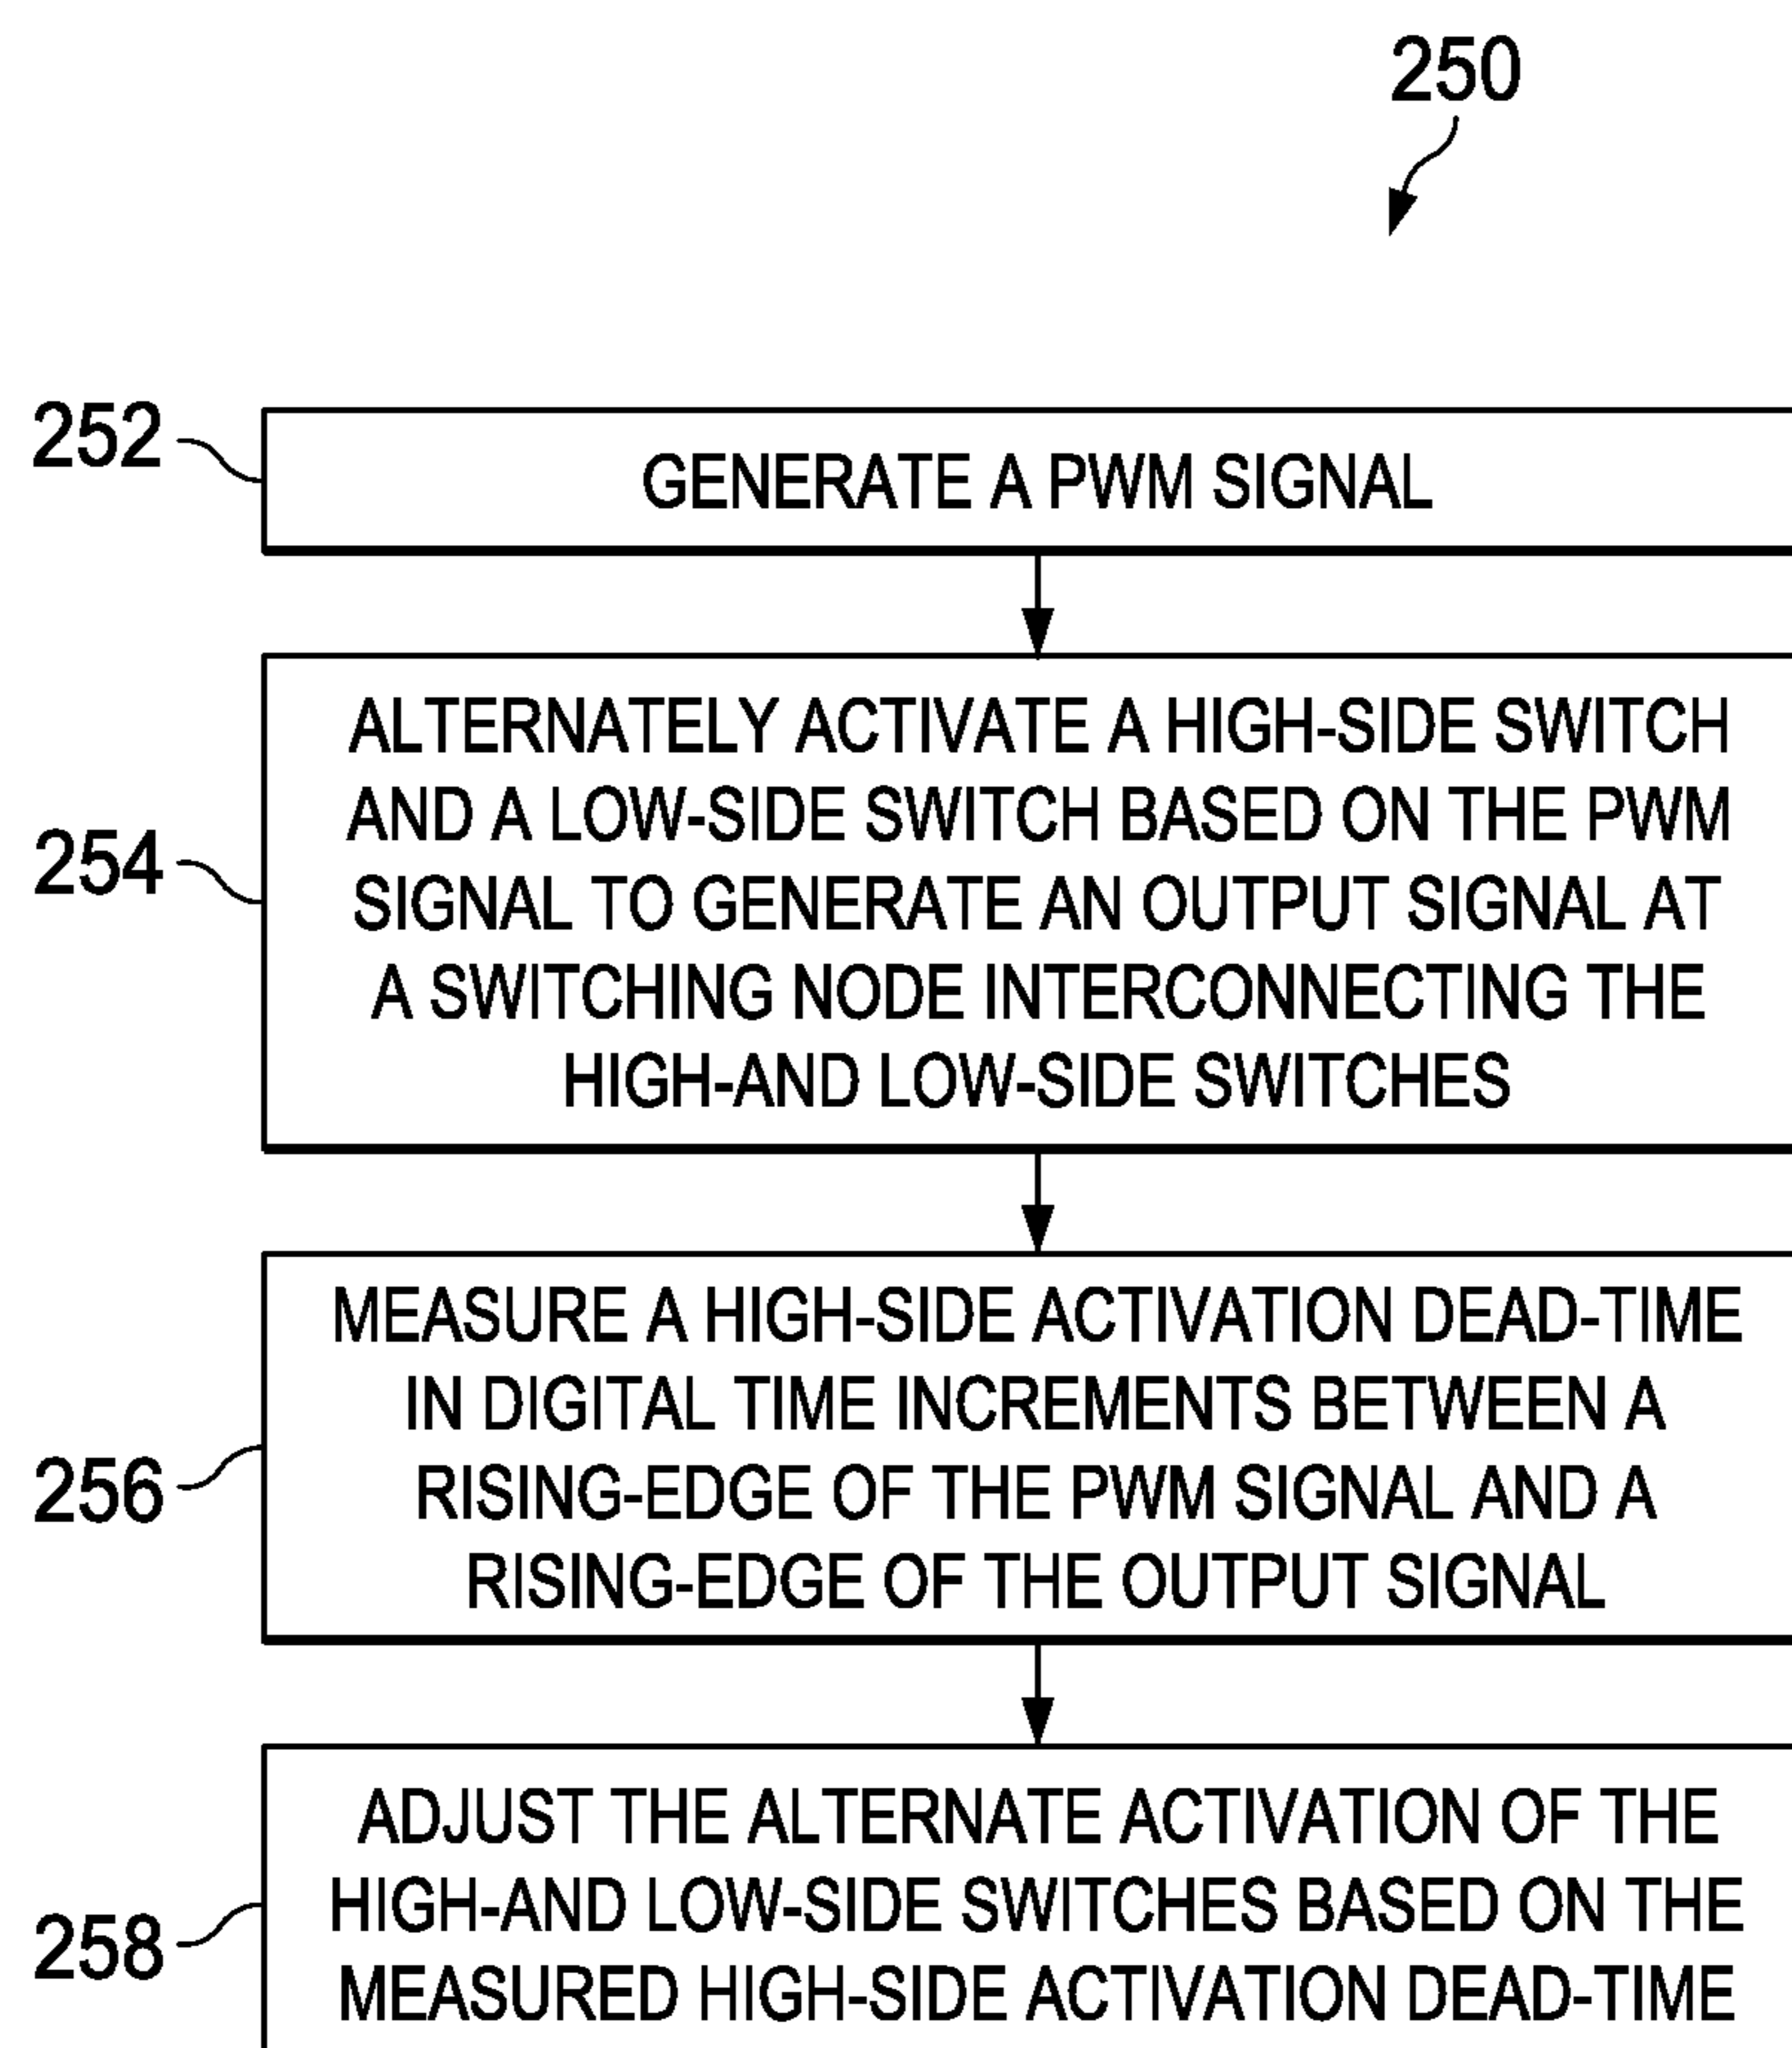 250
252
GENERATE A PWM SIGNAL
254
ALTERNATELY ACTIVATE A HIGH-SIDE SWITCH
AND A LOW-SIDE SWITCH BASED ON THE PWM
SIGNAL TO GENERATE AN OUTPUT SIGNAL AT
A SWITCHING NODE INTERCONNECTING THE
HIGH-AND LOW-SIDE SWITCHES
256
MEASURE A HIGH-SIDE ACTIVATION DEAD-TIME
IN DIGITAL TIME INCREMENTS BETWEEN A
RISING-EDGE OF THE PWM SIGNAL AND A
RISING-EDGE OF THE OUTPUT SIGNAL
258
ADJUST THE ALTERNATE ACTIVATION OF THE
HIGH-AND LOW-SIDE SWITCHES BASED ON THE
MEASURED HIGH-SIDE ACTIVATION DEAD-TIME